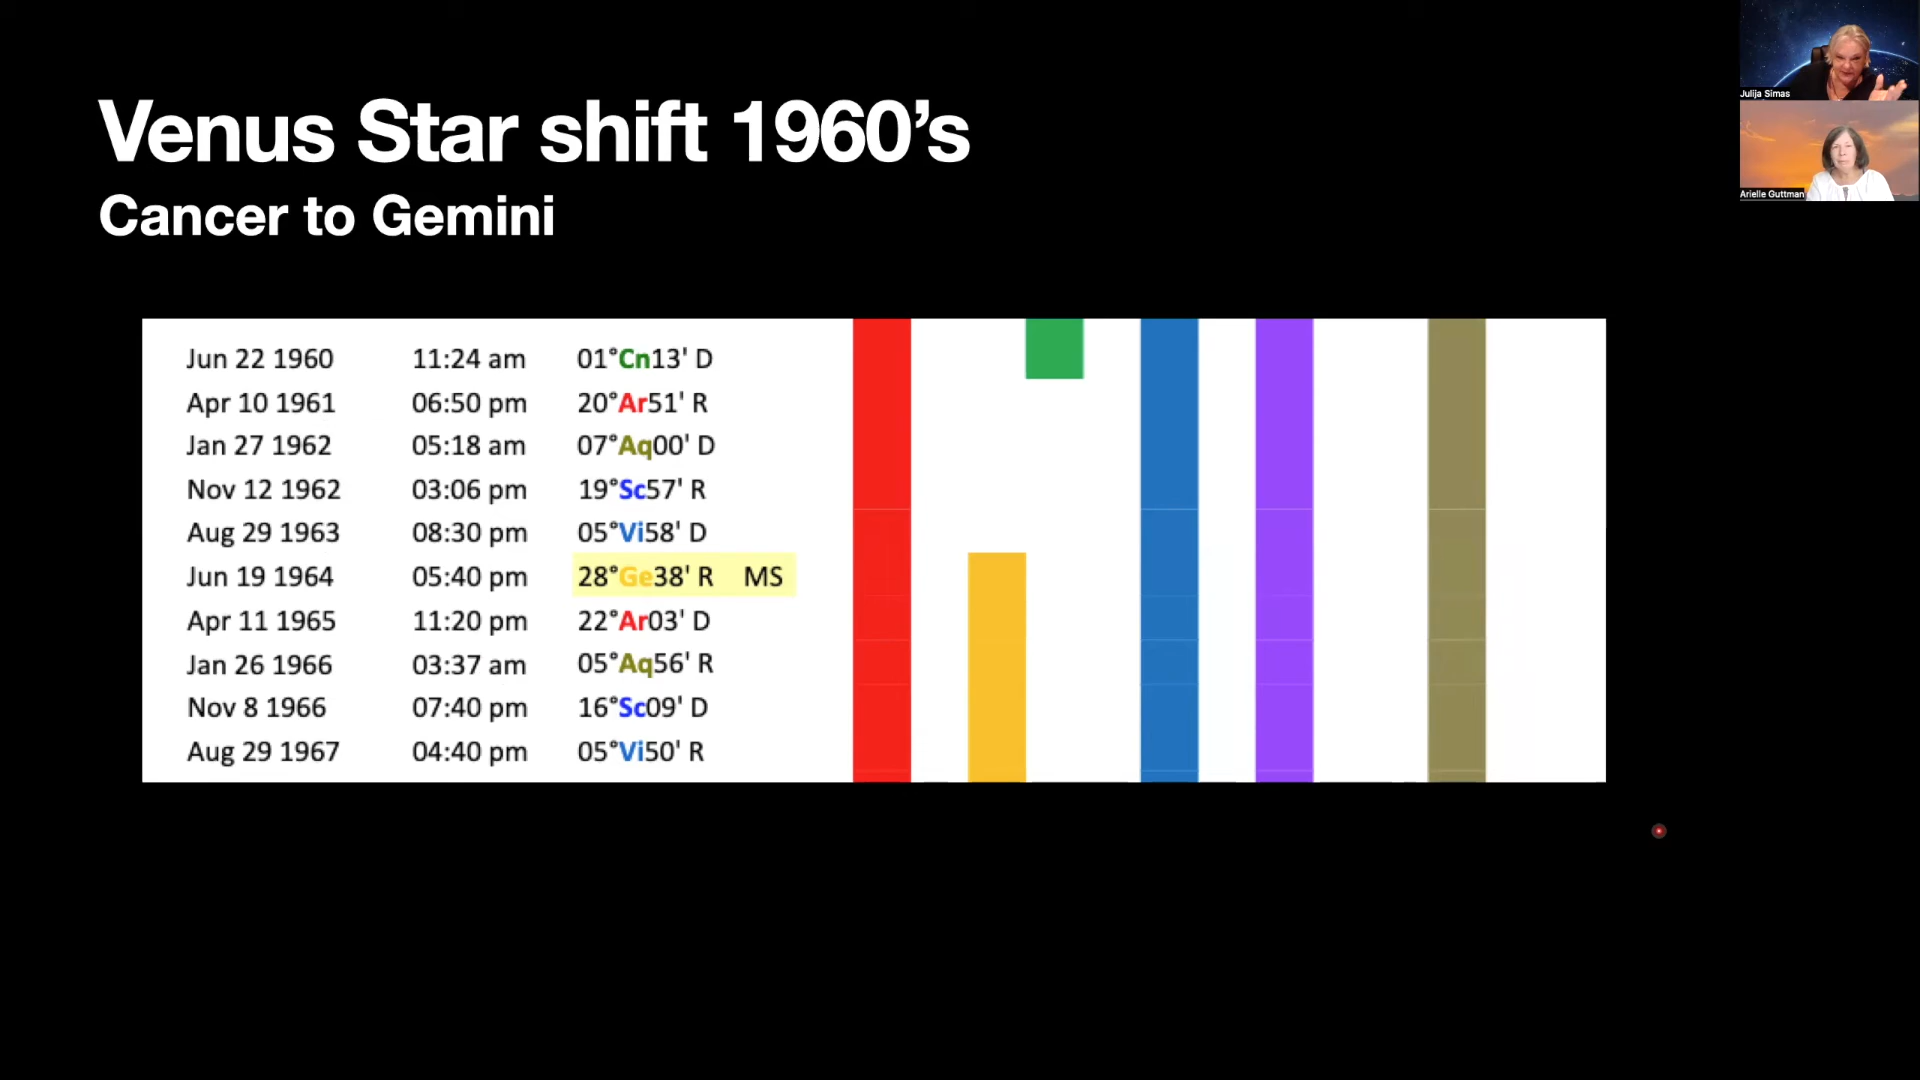 Venus Star shift 1960’s
Cancer to Gemini
Jun 22 1960 11:24 am 01°Cn13' D
Apr 10 1961 06:50 pm 20°Ar51' R
Jan 27 1962 05:18 am 07°Aq00' D
Nov 12 1962 03:06 pm 19°Sc57' R
Aug 29 1963 08:30 pm 05°Vi58' D
Jun 19 1964 05:40 pm 28°Ge38' R MS
Apr 11 1965 11:20 pm 22°Ar03' D
Jan 26 1966 03:37 am 05°Aq56' R
Nov 8 1966 07:40 pm 16°Sc09' D
Aug 29 1967 04:40 pm 05°Vi50' R
Julija Simas
Arielle Guttman